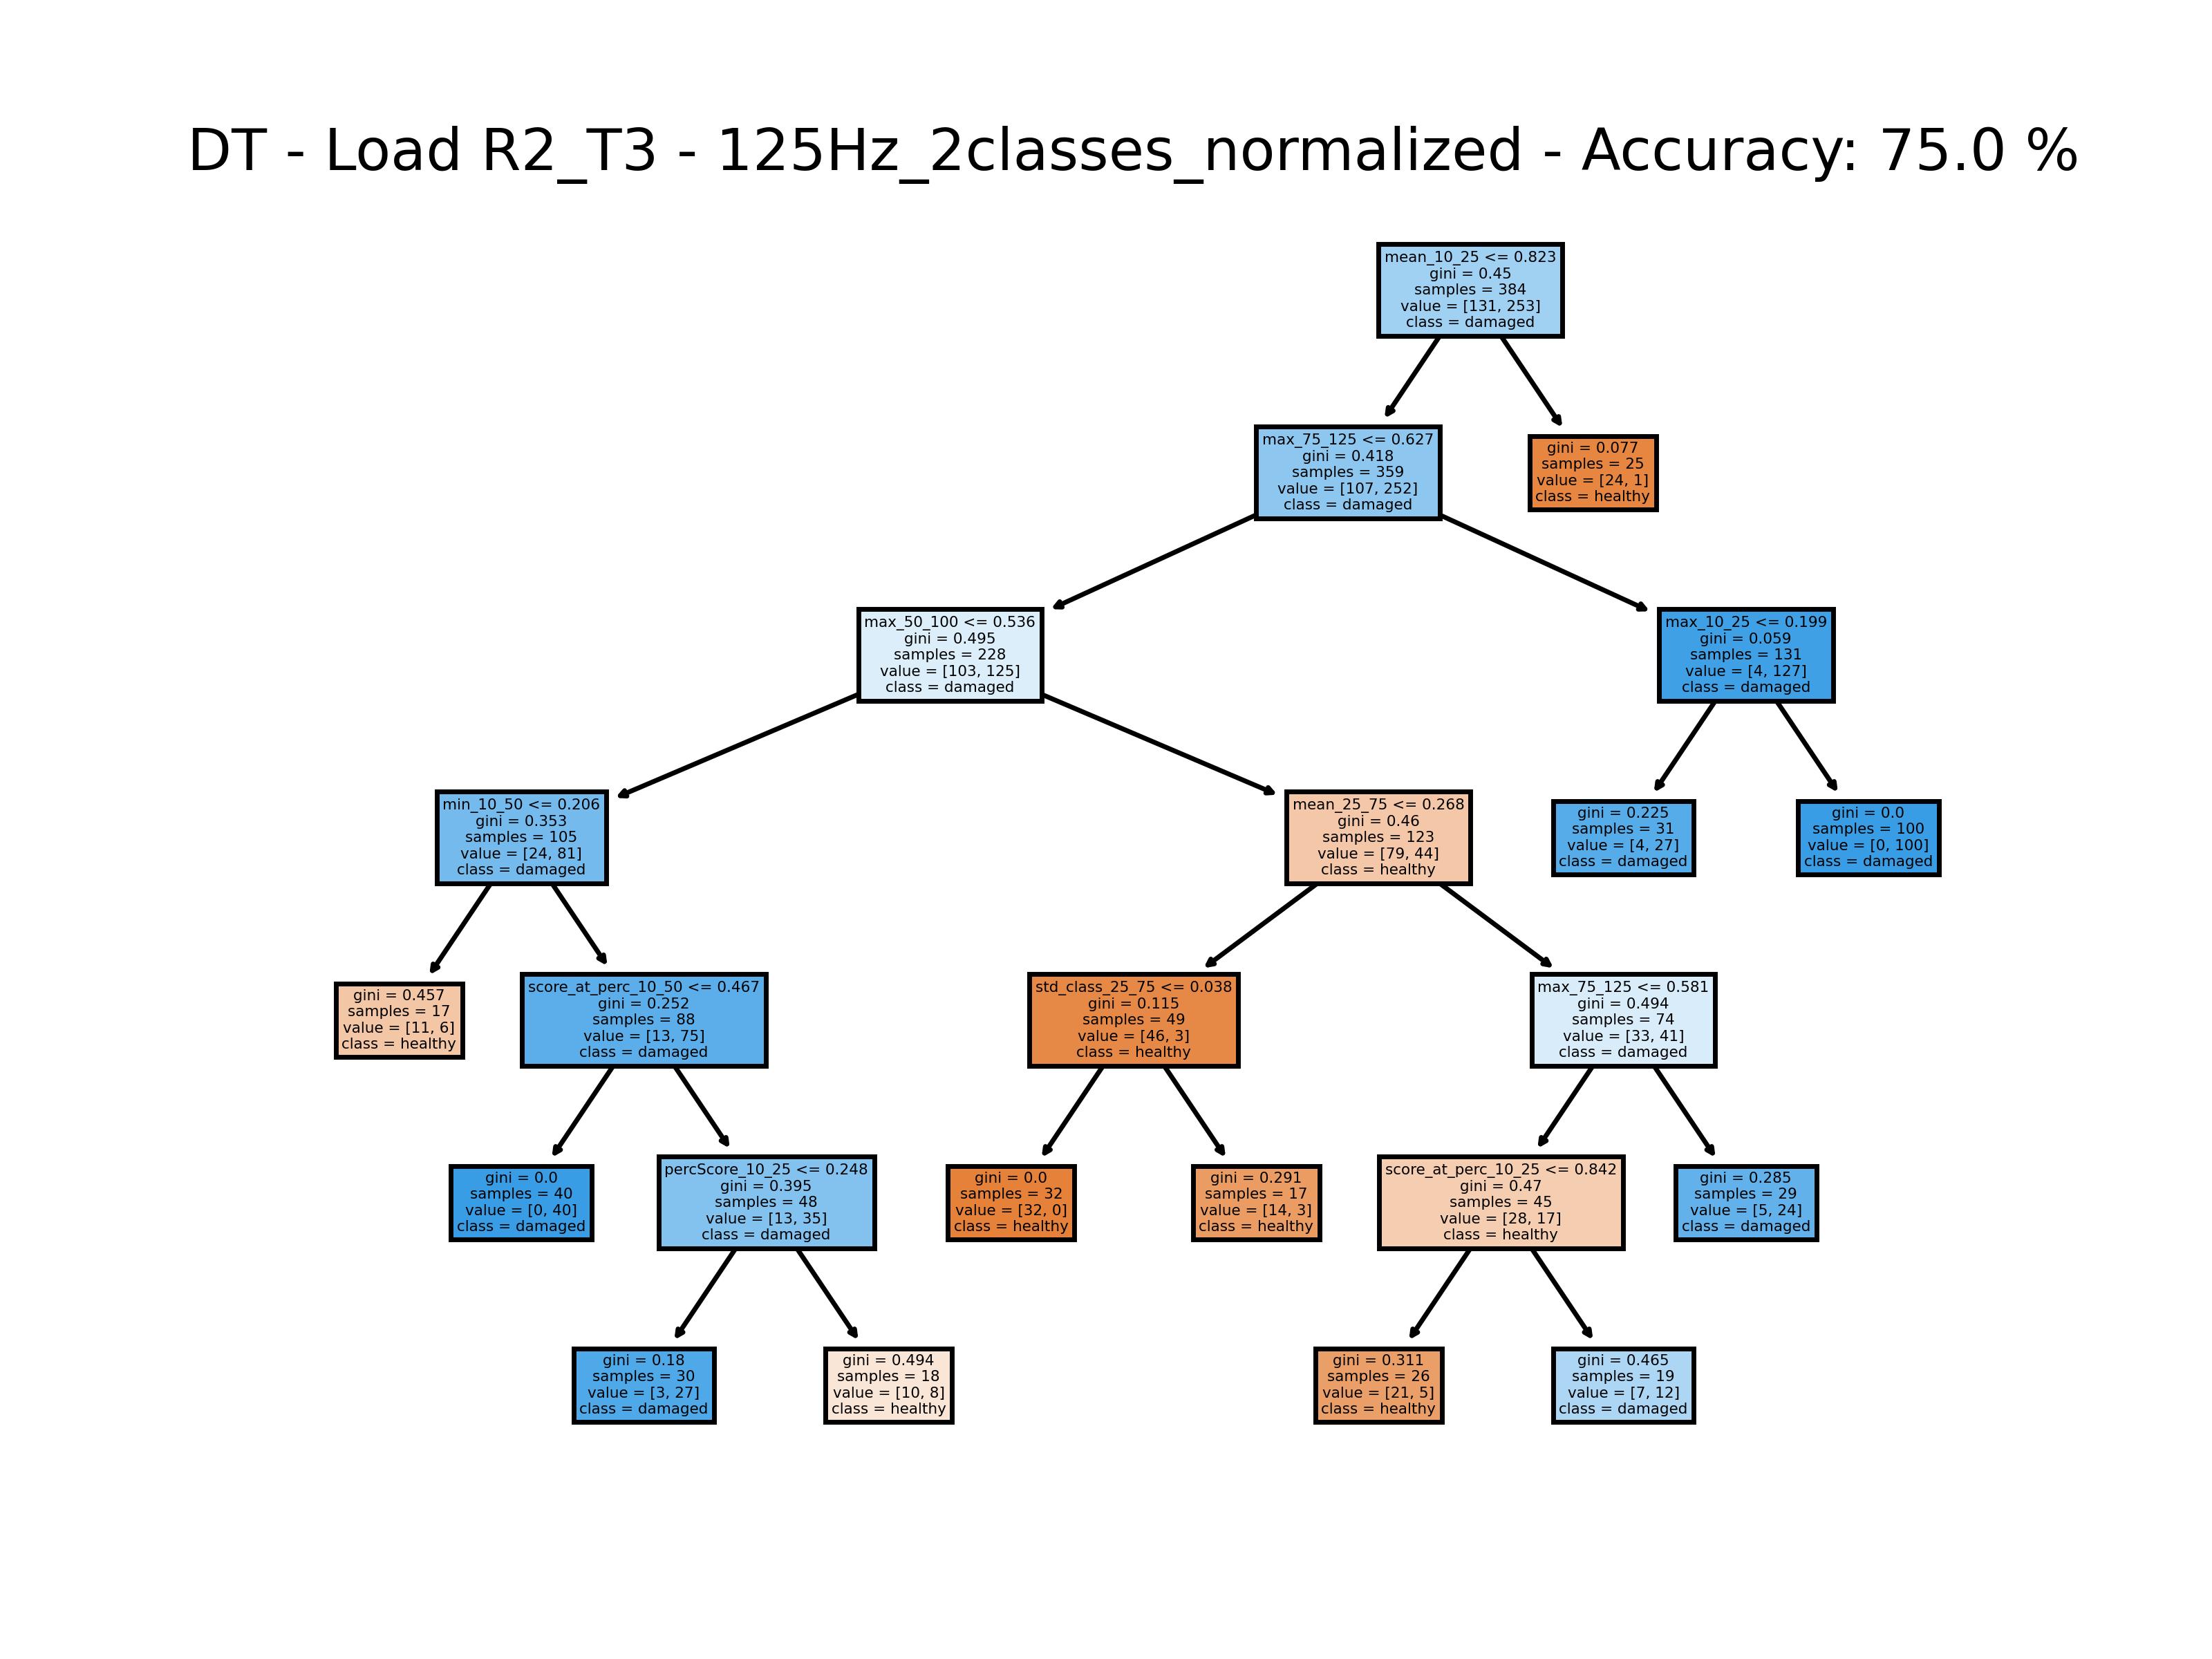 DT - Load R2_T3 - 125Hz_2classes_normalized - Accuracy: 75.0 %
mean_10_25 <= 0.823
gini = 0.45
samples = 384
value = [131, 253]
class = damaged
max_75_125 <= 0.627
gini = 0.418
samples = 359
value = [107, 252]
class = damaged
gini = 0.077
samples = 25
value = [24, 1]
class = healthy
max_50_100 <= 0.536
gini = 0.495
samples = 228
value = [103, 125]
class = damaged
max_10_25 <= 0.199
gini = 0.059
samples = 131
value = [4, 127]
class = damaged
min_10_50 <= 0.206
gini = 0.353
samples = 105
value = [24, 81]
class = damaged
mean_25_75 <= 0.268
gini = 0.46
samples = 123
value = [79, 44]
class = healthy
gini = 0.225
samples = 31
value = [4, 27]
class = damaged
gini = 0.0
samples = 100
value = [0, 100]
class = damaged
gini = 0.457
samples = 17
value = [11, 6]
class = healthy
score_at_perc_10_50 <= 0.467
gini = 0.252
samples = 88
value = [13, 75]
class = damaged
std_class_25_75 <= 0.038
gini = 0.115
samples = 49
value = [46, 3]
class = healthy
max_75_125 <= 0.581
gini = 0.494
samples = 74
value = [33, 41]
class = damaged
gini = 0.0
samples = 40
value = [0, 40]
class = damaged
percScore_10_25 <= 0.248
gini = 0.395
samples = 48
value = [13, 35]
class = damaged
gini = 0.0
samples = 32
value = [32, 0]
class = healthy
gini = 0.291
samples = 17
value = [14, 3]
class = healthy
score_at_perc_10_25 <= 0.842
gini = 0.47
samples = 45
value = [28, 17]
class = healthy
gini = 0.285
samples = 29
value = [5, 24]
class = damaged
gini = 0.18
samples = 30
value = [3, 27]
class = damaged
gini = 0.494
samples = 18
value = [10, 8]
class = healthy
gini = 0.311
samples = 26
value = [21, 5]
class = healthy
gini = 0.465
samples = 19
value = [7, 12]
class = damaged